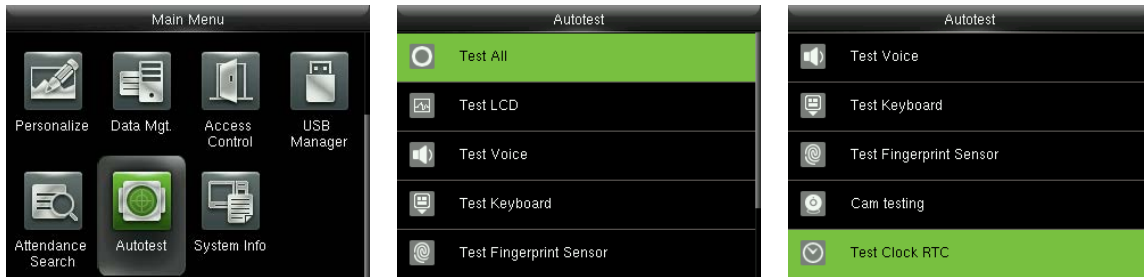 Main Menu
Personalize
Data Mgt.
Access
Control
USB
Manager
Attendance
Search
Autotest
System Info
Autotest
Test All
Test LCD
Test Voice
Test Keyboard
Test Fingerprint Sensor
Autotest
Test Voice
Test Keyboard
Test Fingerprint Sensor
Cam testing
Test Clock RTC